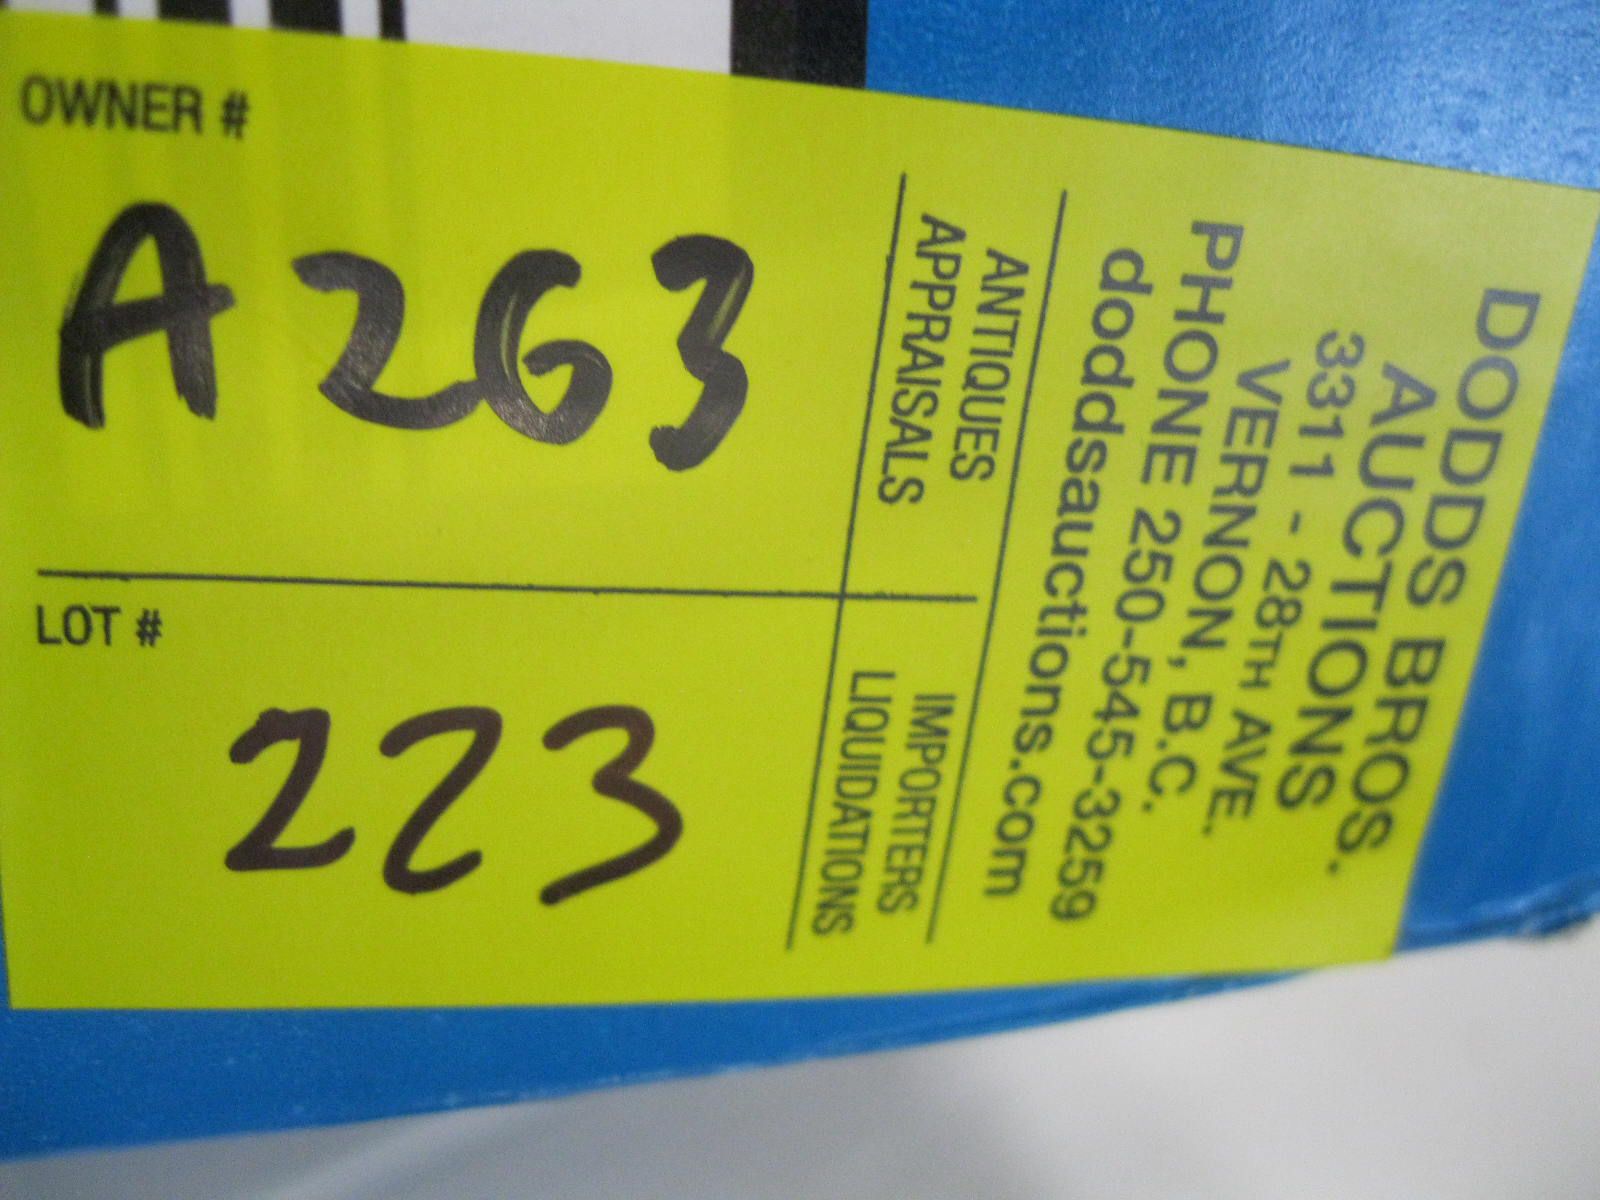 OWNER #
A263
LOT #
223
ANTIQUES
APPRAISALS
IMPORTERS
LIQUIDATIONS
DODDS BROS.
AUCTIONS
3311 - 28TH AVE.
VERNON, B.C.
PHONE 250-545-3259
doddsauctions.com